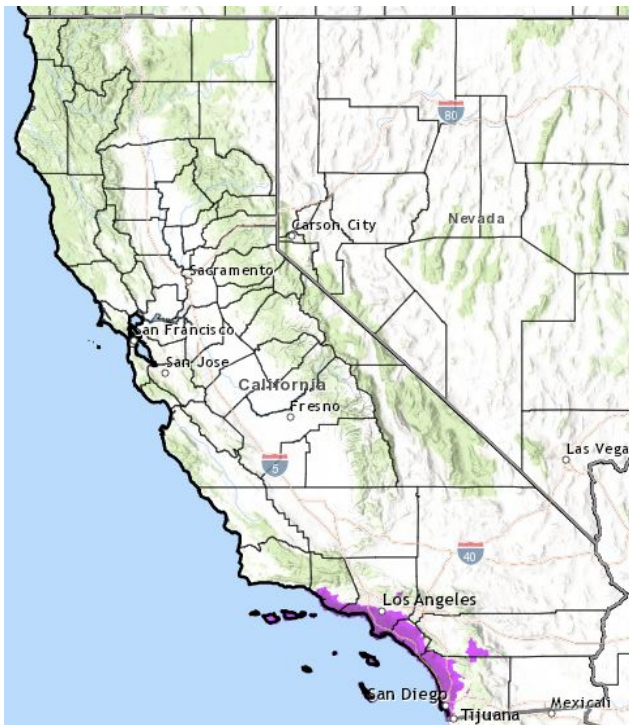 80
Nevada
Carson City
Sacramento
San Francisco
San Jose
California
Fresno
Las Vega
5
40
Los Angeles
San Diego
Tijuana
Mexicali